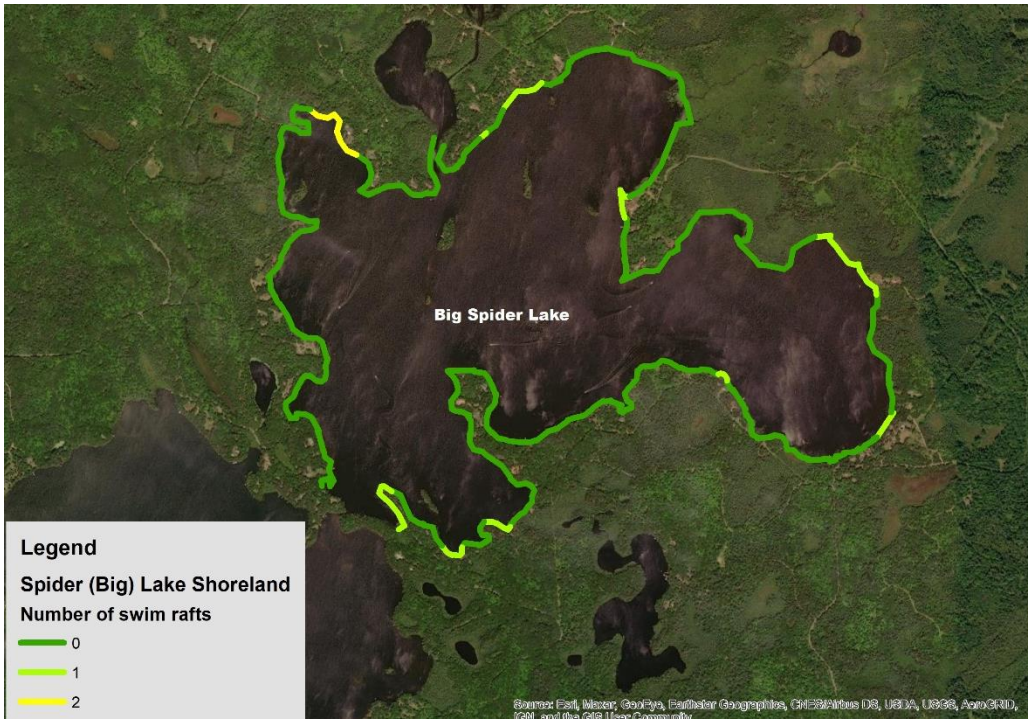 Big Spider Lake
Legend
Spider (Big) Lake Shoreland
Number of swim rafts
0
1
2
Source: Esri, Maxar, GeoEye, Earthstar Geographics, CNES/Airbus DS, USDA, USGS, AeroGRID,
IGN, and the GIS User Community